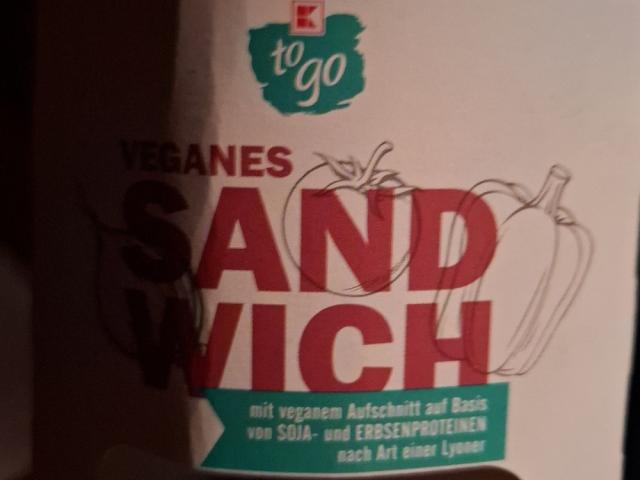 K
to
go
VEGANES
SAND
WICH
mit veganem Aufschnitt auf Basis
von SOJA- und ERBSENPROTEINEN
nach Art einer Lyoner